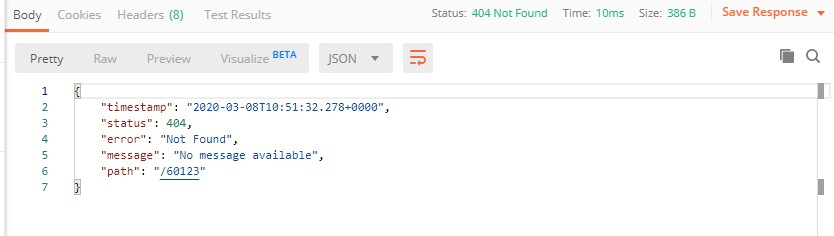 Body Cookies Headers (8) Test Results Status: 404 Not Found Time: 10ms Size: 386 B Save Response
Pretty Raw Preview Visualize BETA JSON
1 {
2 "timestamp": "2020-03-08T10:51:32.278+0000",
3 "status": 404,
4 "error": "Not Found",
5 "message": "No message available",
6 "path": "/60123"
7 }